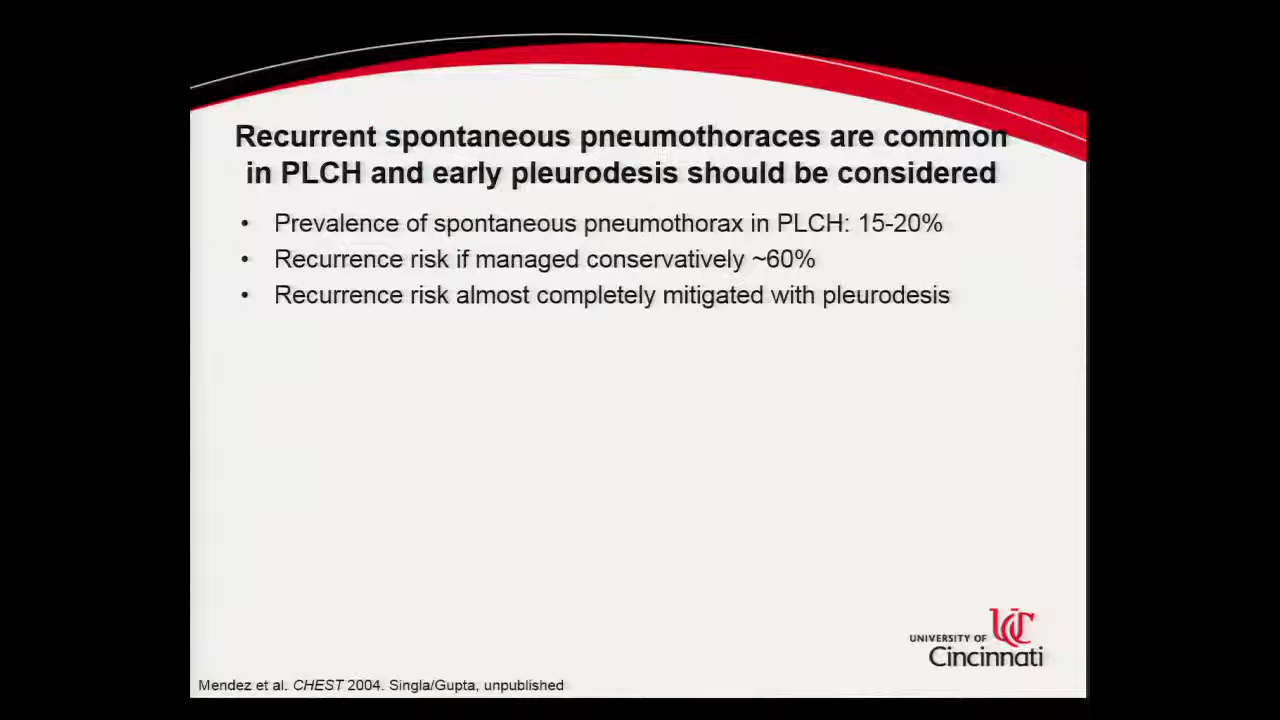 Recurrent spontaneous pneumothoraces are common
in PLCH and early pleurodesis should be considered
• Prevalence of spontaneous pneumothorax in PLCH: 15-20%
• Recurrence risk if managed conservatively ~60%
• Recurrence risk almost completely mitigated with pleurodesis
UC
UNIVERSITY OF
Cincinnati
Mendez et al. CHEST 2004. Singla/Gupta, unpublished